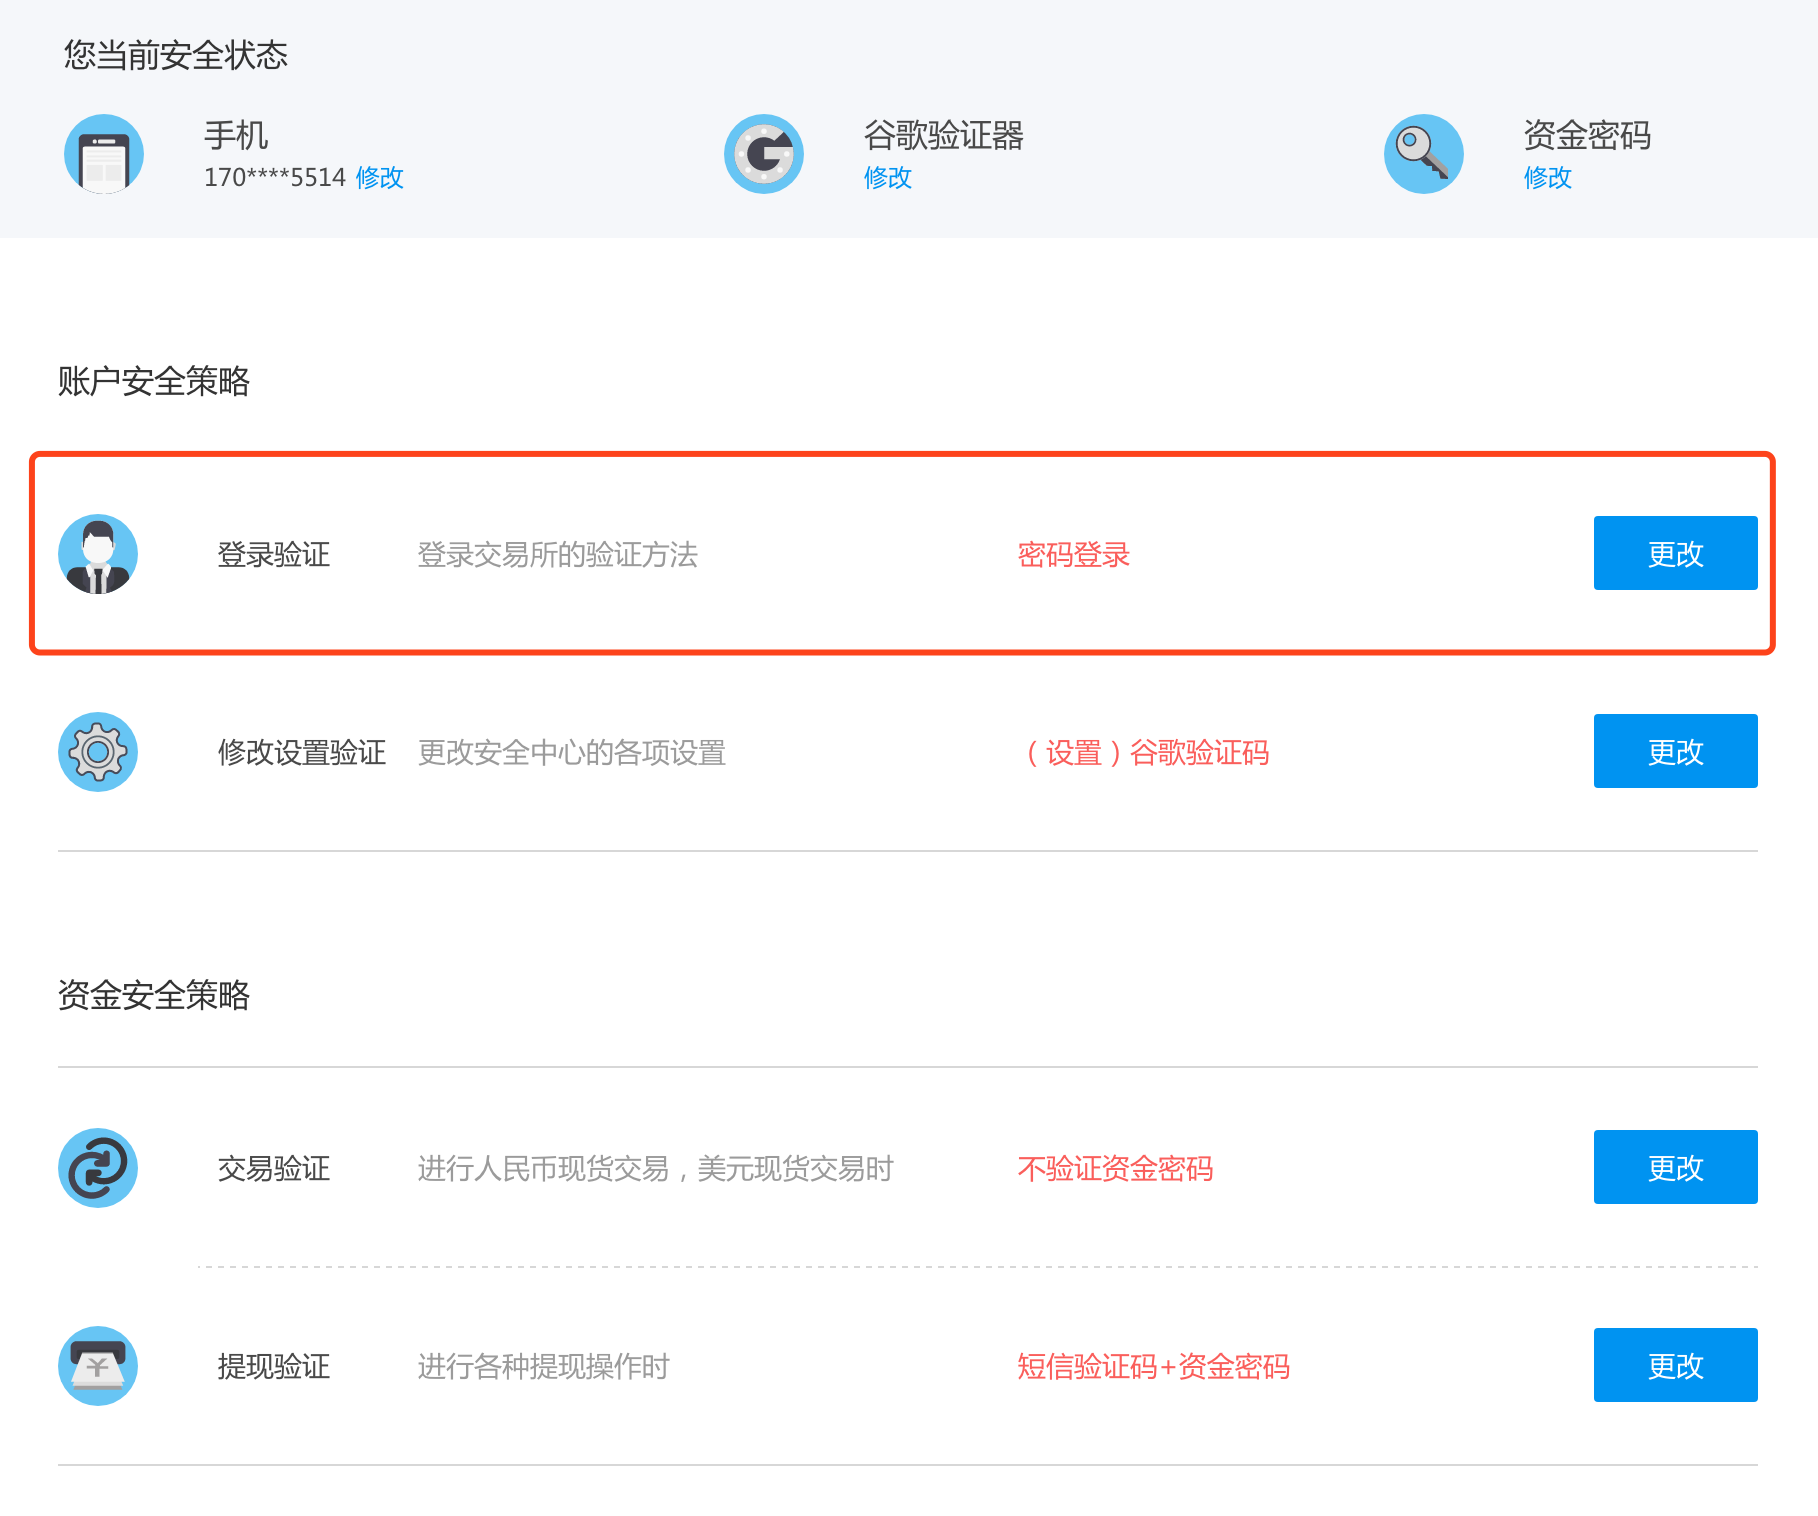 您当前安全状态
手机
170****5514 修改
谷歌验证器
修改
资金密码
修改
账户安全策略
登录验证 登录交易所的验证方法 密码登录 更改
修改设置验证 更改安全中心的各项设置 （设置）谷歌验证码 更改
资金安全策略
交易验证 进行人民币现货交易，美元现货交易时 不验证资金密码 更改
提现验证 进行各种提现操作时 短信验证码+资金密码 更改